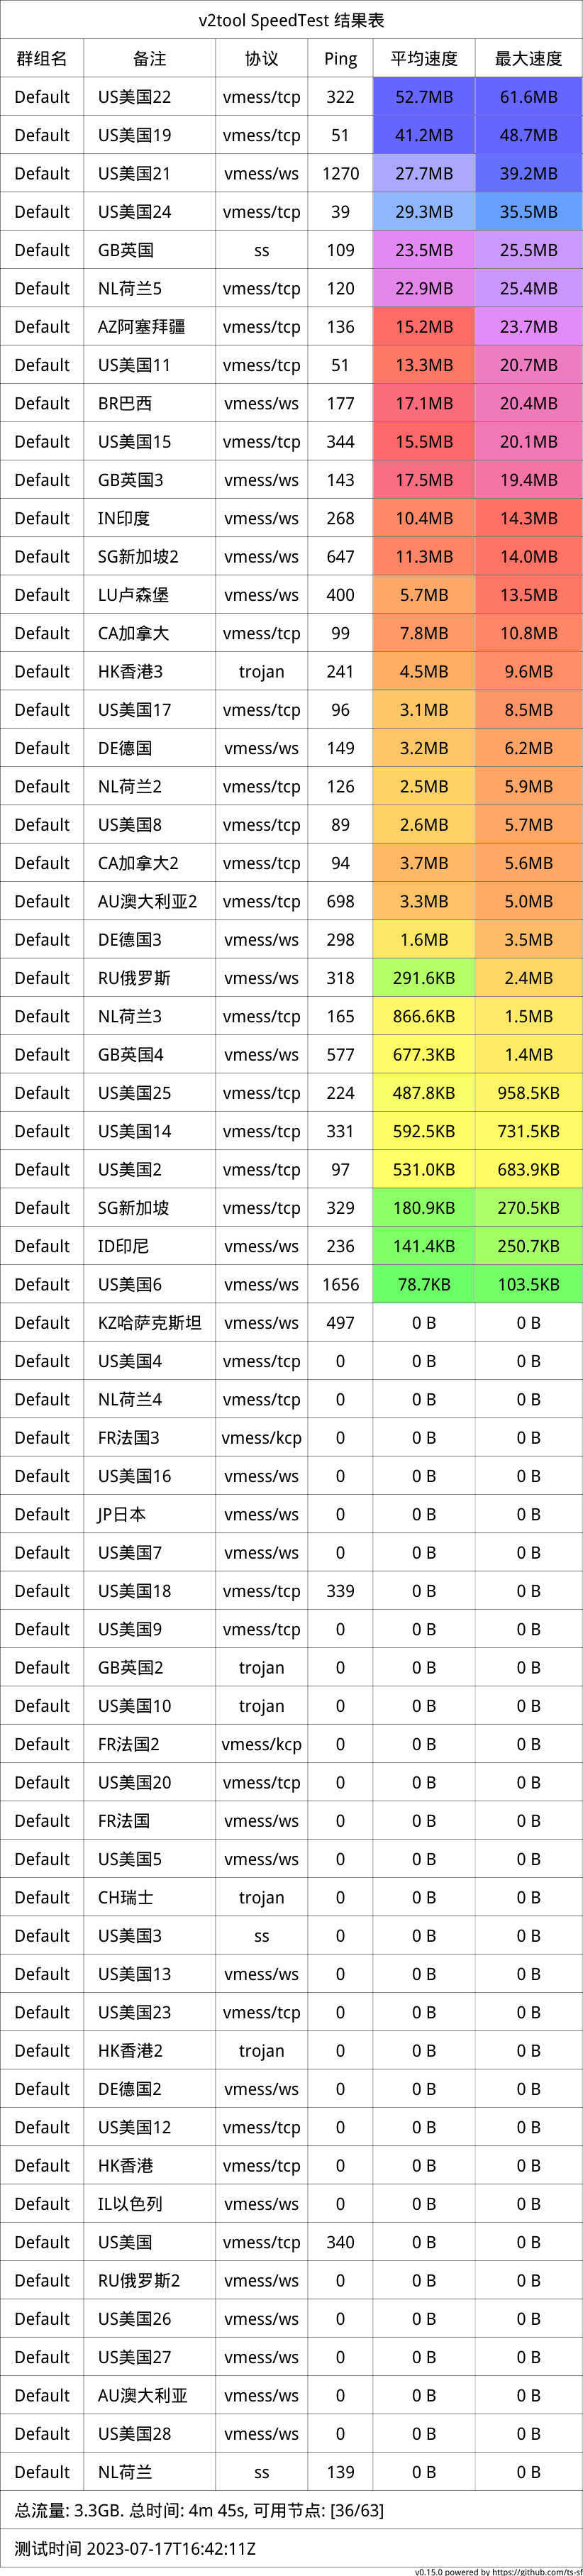 v2tool SpeedTest 结果表
群组名 备注 协议 Ping 平均速度 最大速度
Default US美国22 vmess/tcp 322 52.7MB 61.6MB
Default US美国19 vmess/tcp 51 41.2MB 48.7MB
Default US美国21 vmess/ws 1270 27.7MB 39.2MB
Default US美国24 vmess/tcp 39 29.3MB 35.5MB
Default GB英国 ss 109 23.5MB 25.5MB
Default NL荷兰5 vmess/tcp 120 22.9MB 25.4MB
Default AZ阿塞拜疆 vmess/tcp 136 15.2MB 23.7MB
Default US美国11 vmess/tcp 51 13.3MB 20.7MB
Default BR巴西 vmess/ws 177 17.1MB 20.4MB
Default US美国15 vmess/tcp 344 15.5MB 20.1MB
Default GB英国3 vmess/ws 143 17.5MB 19.4MB
Default IN印度 vmess/ws 268 10.4MB 14.3MB
Default SG新加坡2 vmess/ws 647 11.3MB 14.0MB
Default LU卢森堡 vmess/ws 400 5.7MB 13.5MB
Default CA加拿大 vmess/tcp 99 7.8MB 10.8MB
Default HK香港3 trojan 241 4.5MB 9.6MB
Default US美国17 vmess/tcp 96 3.1MB 8.5MB
Default DE德国 vmess/ws 149 3.2MB 6.2MB
Default NL荷兰2 vmess/tcp 126 2.5MB 5.9MB
Default US美国8 vmess/tcp 89 2.6MB 5.7MB
Default CA加拿大2 vmess/tcp 94 3.7MB 5.6MB
Default AU澳大利亚2 vmess/tcp 698 3.3MB 5.0MB
Default DE德国3 vmess/ws 298 1.6MB 3.5MB
Default RU俄罗斯 vmess/ws 318 291.6KB 2.4MB
Default NL荷兰3 vmess/tcp 165 866.6KB 1.5MB
Default GB英国4 vmess/ws 577 677.3KB 1.4MB
Default US美国25 vmess/tcp 224 487.8KB 958.5KB
Default US美国14 vmess/tcp 331 592.5KB 731.5KB
Default US美国2 vmess/tcp 97 531.0KB 683.9KB
Default SG新加坡 vmess/tcp 329 180.9KB 270.5KB
Default ID印尼 vmess/ws 236 141.4KB 250.7KB
Default US美国6 vmess/ws 1656 78.7KB 103.5KB
Default KZ哈萨克斯坦 vmess/ws 497 0 B 0 B
Default US美国4 vmess/tcp 0 0 B 0 B
Default NL荷兰4 vmess/tcp 0 0 B 0 B
Default FR法国3 vmess/kcp 0 0 B 0 B
Default US美国16 vmess/ws 0 0 B 0 B
Default JP日本 vmess/ws 0 0 B 0 B
Default US美国7 vmess/ws 0 0 B 0 B
Default US美国18 vmess/tcp 339 0 B 0 B
Default US美国9 vmess/tcp 0 0 B 0 B
Default GB英国2 trojan 0 0 B 0 B
Default US美国10 trojan 0 0 B 0 B
Default FR法国2 vmess/kcp 0 0 B 0 B
Default US美国20 vmess/tcp 0 0 B 0 B
Default FR法国 vmess/ws 0 0 B 0 B
Default US美国5 vmess/ws 0 0 B 0 B
Default CH瑞士 trojan 0 0 B 0 B
Default US美国3 ss 0 0 B 0 B
Default US美国13 vmess/ws 0 0 B 0 B
Default US美国23 vmess/tcp 0 0 B 0 B
Default HK香港2 trojan 0 0 B 0 B
Default DE德国2 vmess/ws 0 0 B 0 B
Default US美国12 vmess/tcp 0 0 B 0 B
Default HK香港 vmess/tcp 0 0 B 0 B
Default IL以色列 vmess/ws 0 0 B 0 B
Default US美国 vmess/tcp 340 0 B 0 B
Default RU俄罗斯2 vmess/ws 0 0 B 0 B
Default US美国26 vmess/ws 0 0 B 0 B
Default US美国27 vmess/ws 0 0 B 0 B
Default AU澳大利亚 vmess/ws 0 0 B 0 B
Default US美国28 vmess/ws 0 0 B 0 B
Default NL荷兰 ss 139 0 B 0 B
总流量: 3.3GB. 总时间: 4m 45s, 可用节点: [36/63]
测试时间 2023-07-17T16:42:11Z
v0.15.0 powered by https://github.com/ts-sf